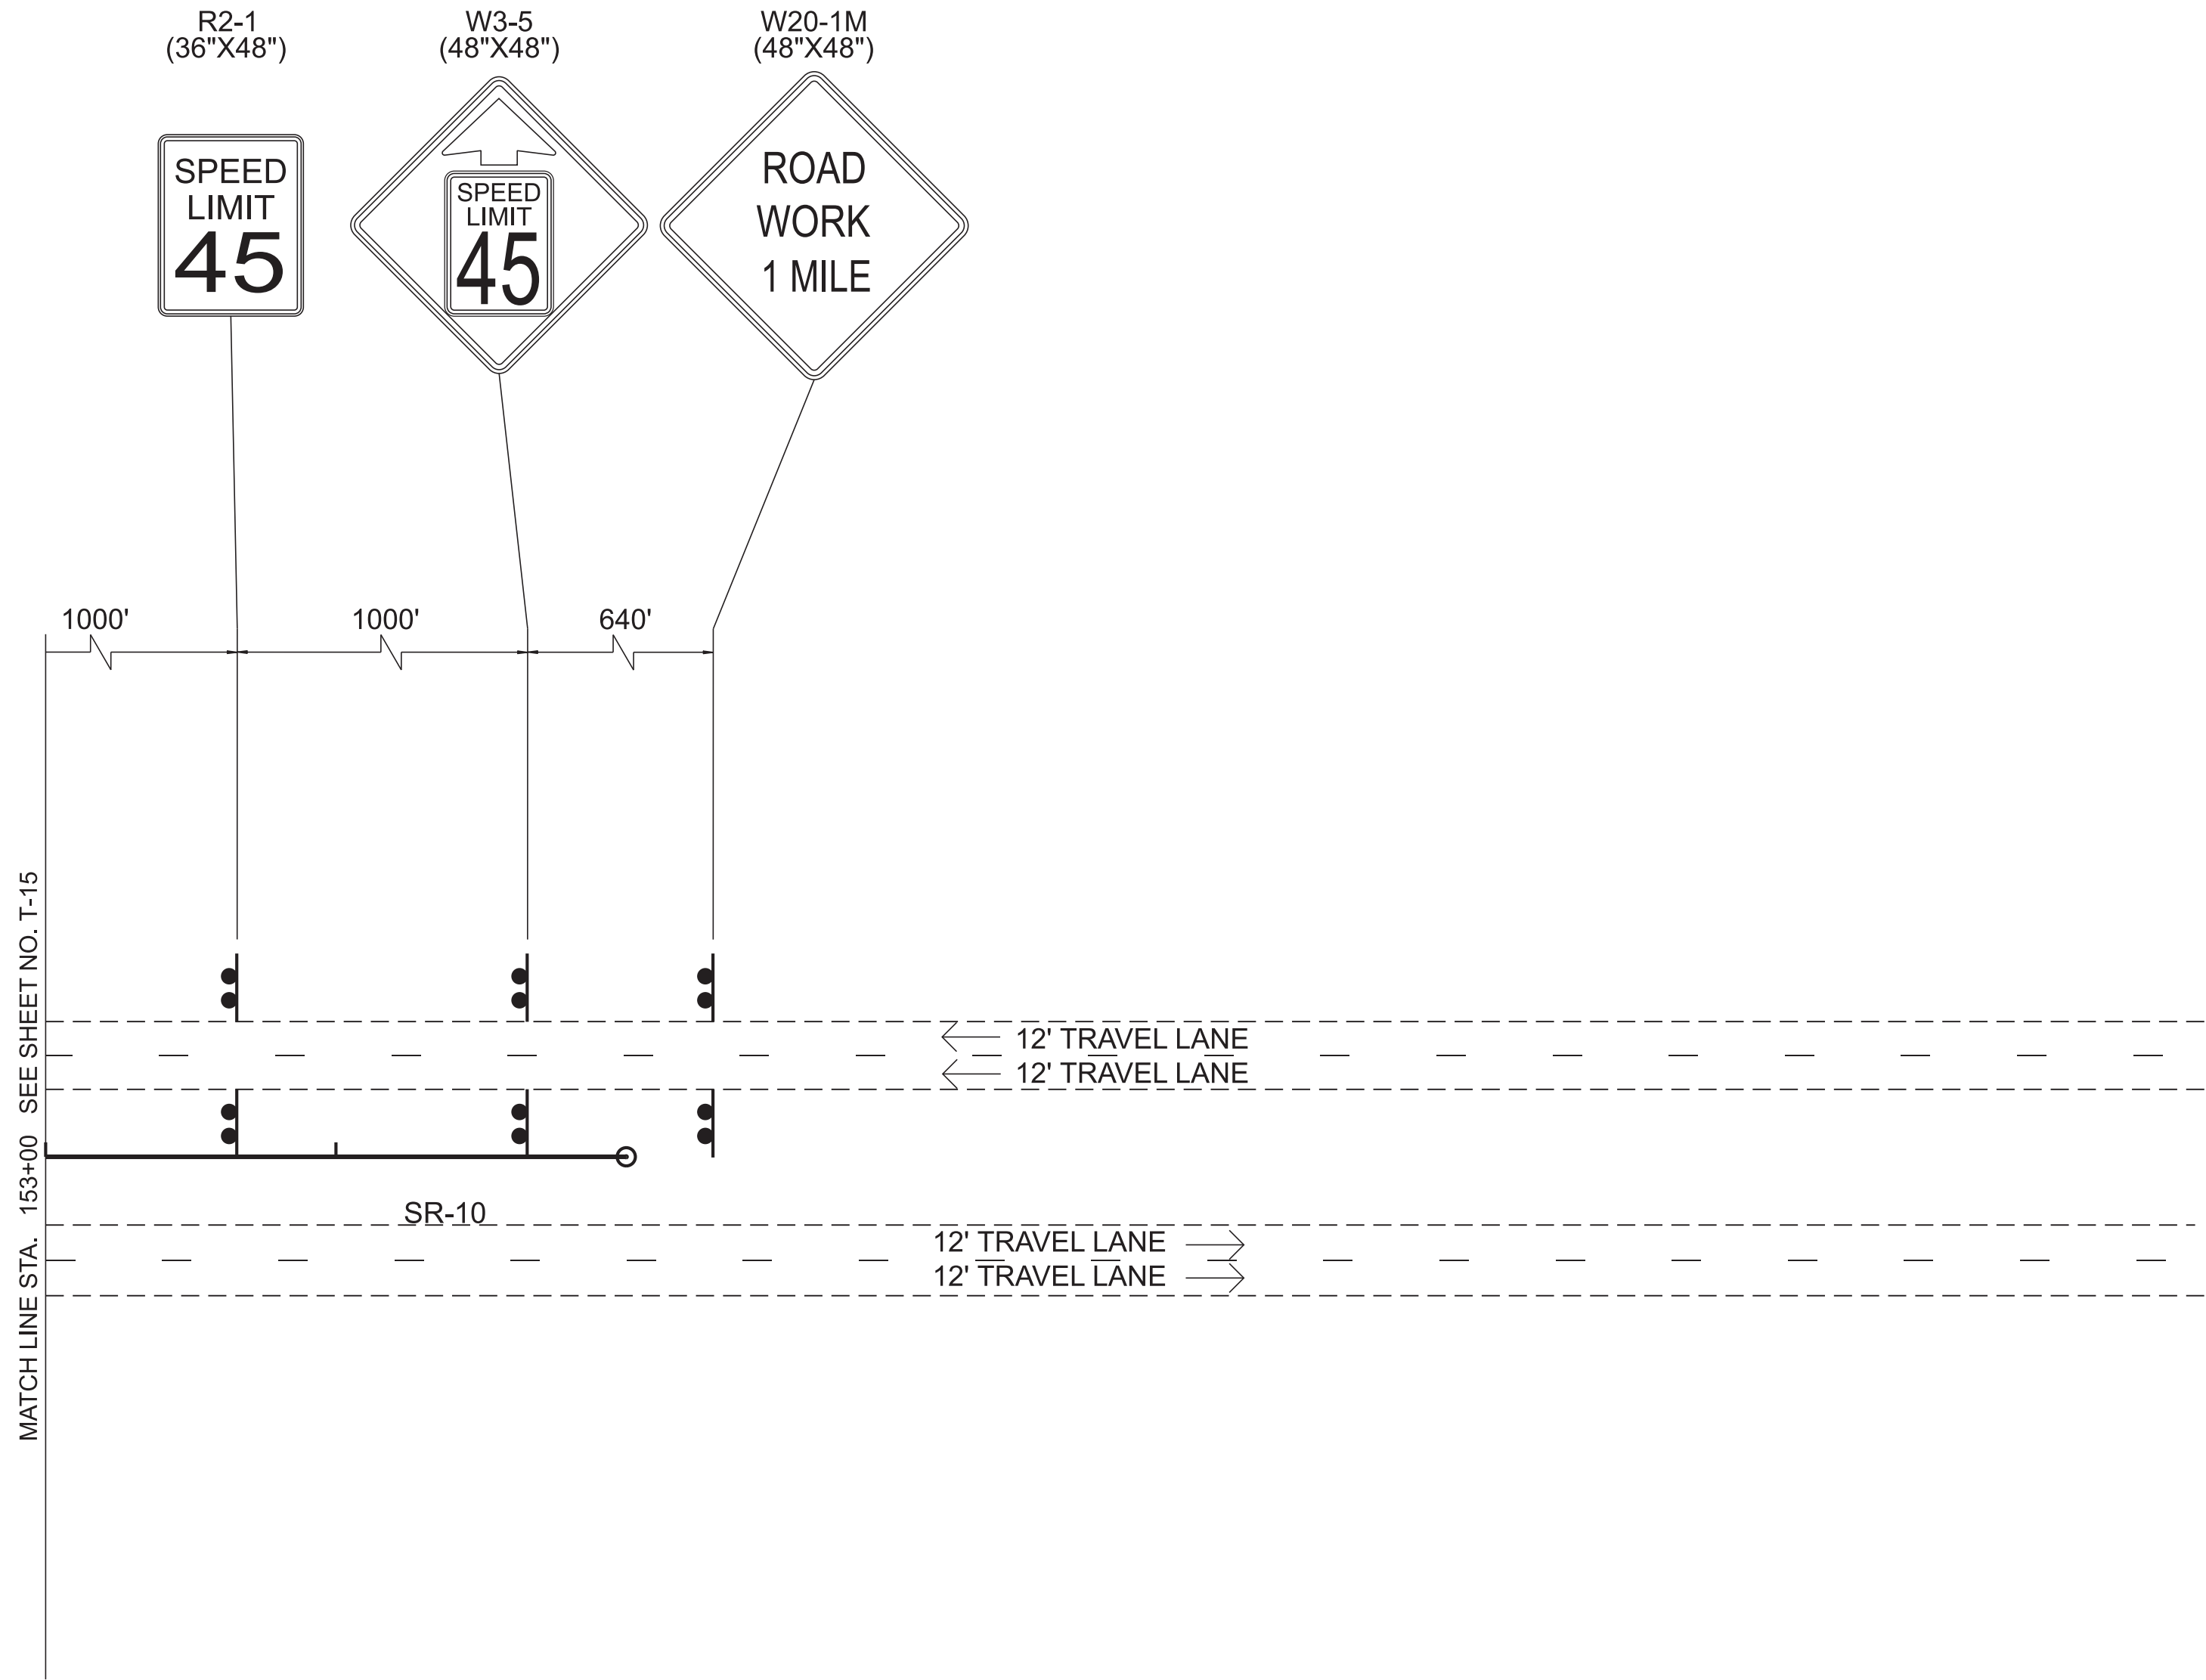 R2-1
(36"X48")
W3-5
(48"X48")
W20-1M
(48"X48")
SPEED
LIMIT
45
SPEED
LIMIT
45
ROAD
WORK
1 MILE
1000'
1000'
640'
MATCH LINE STA. 153+00 SEE SHEET NO. T-15
12' TRAVEL LANE
12' TRAVEL LANE
SR-10
12' TRAVEL LANE
12' TRAVEL LANE